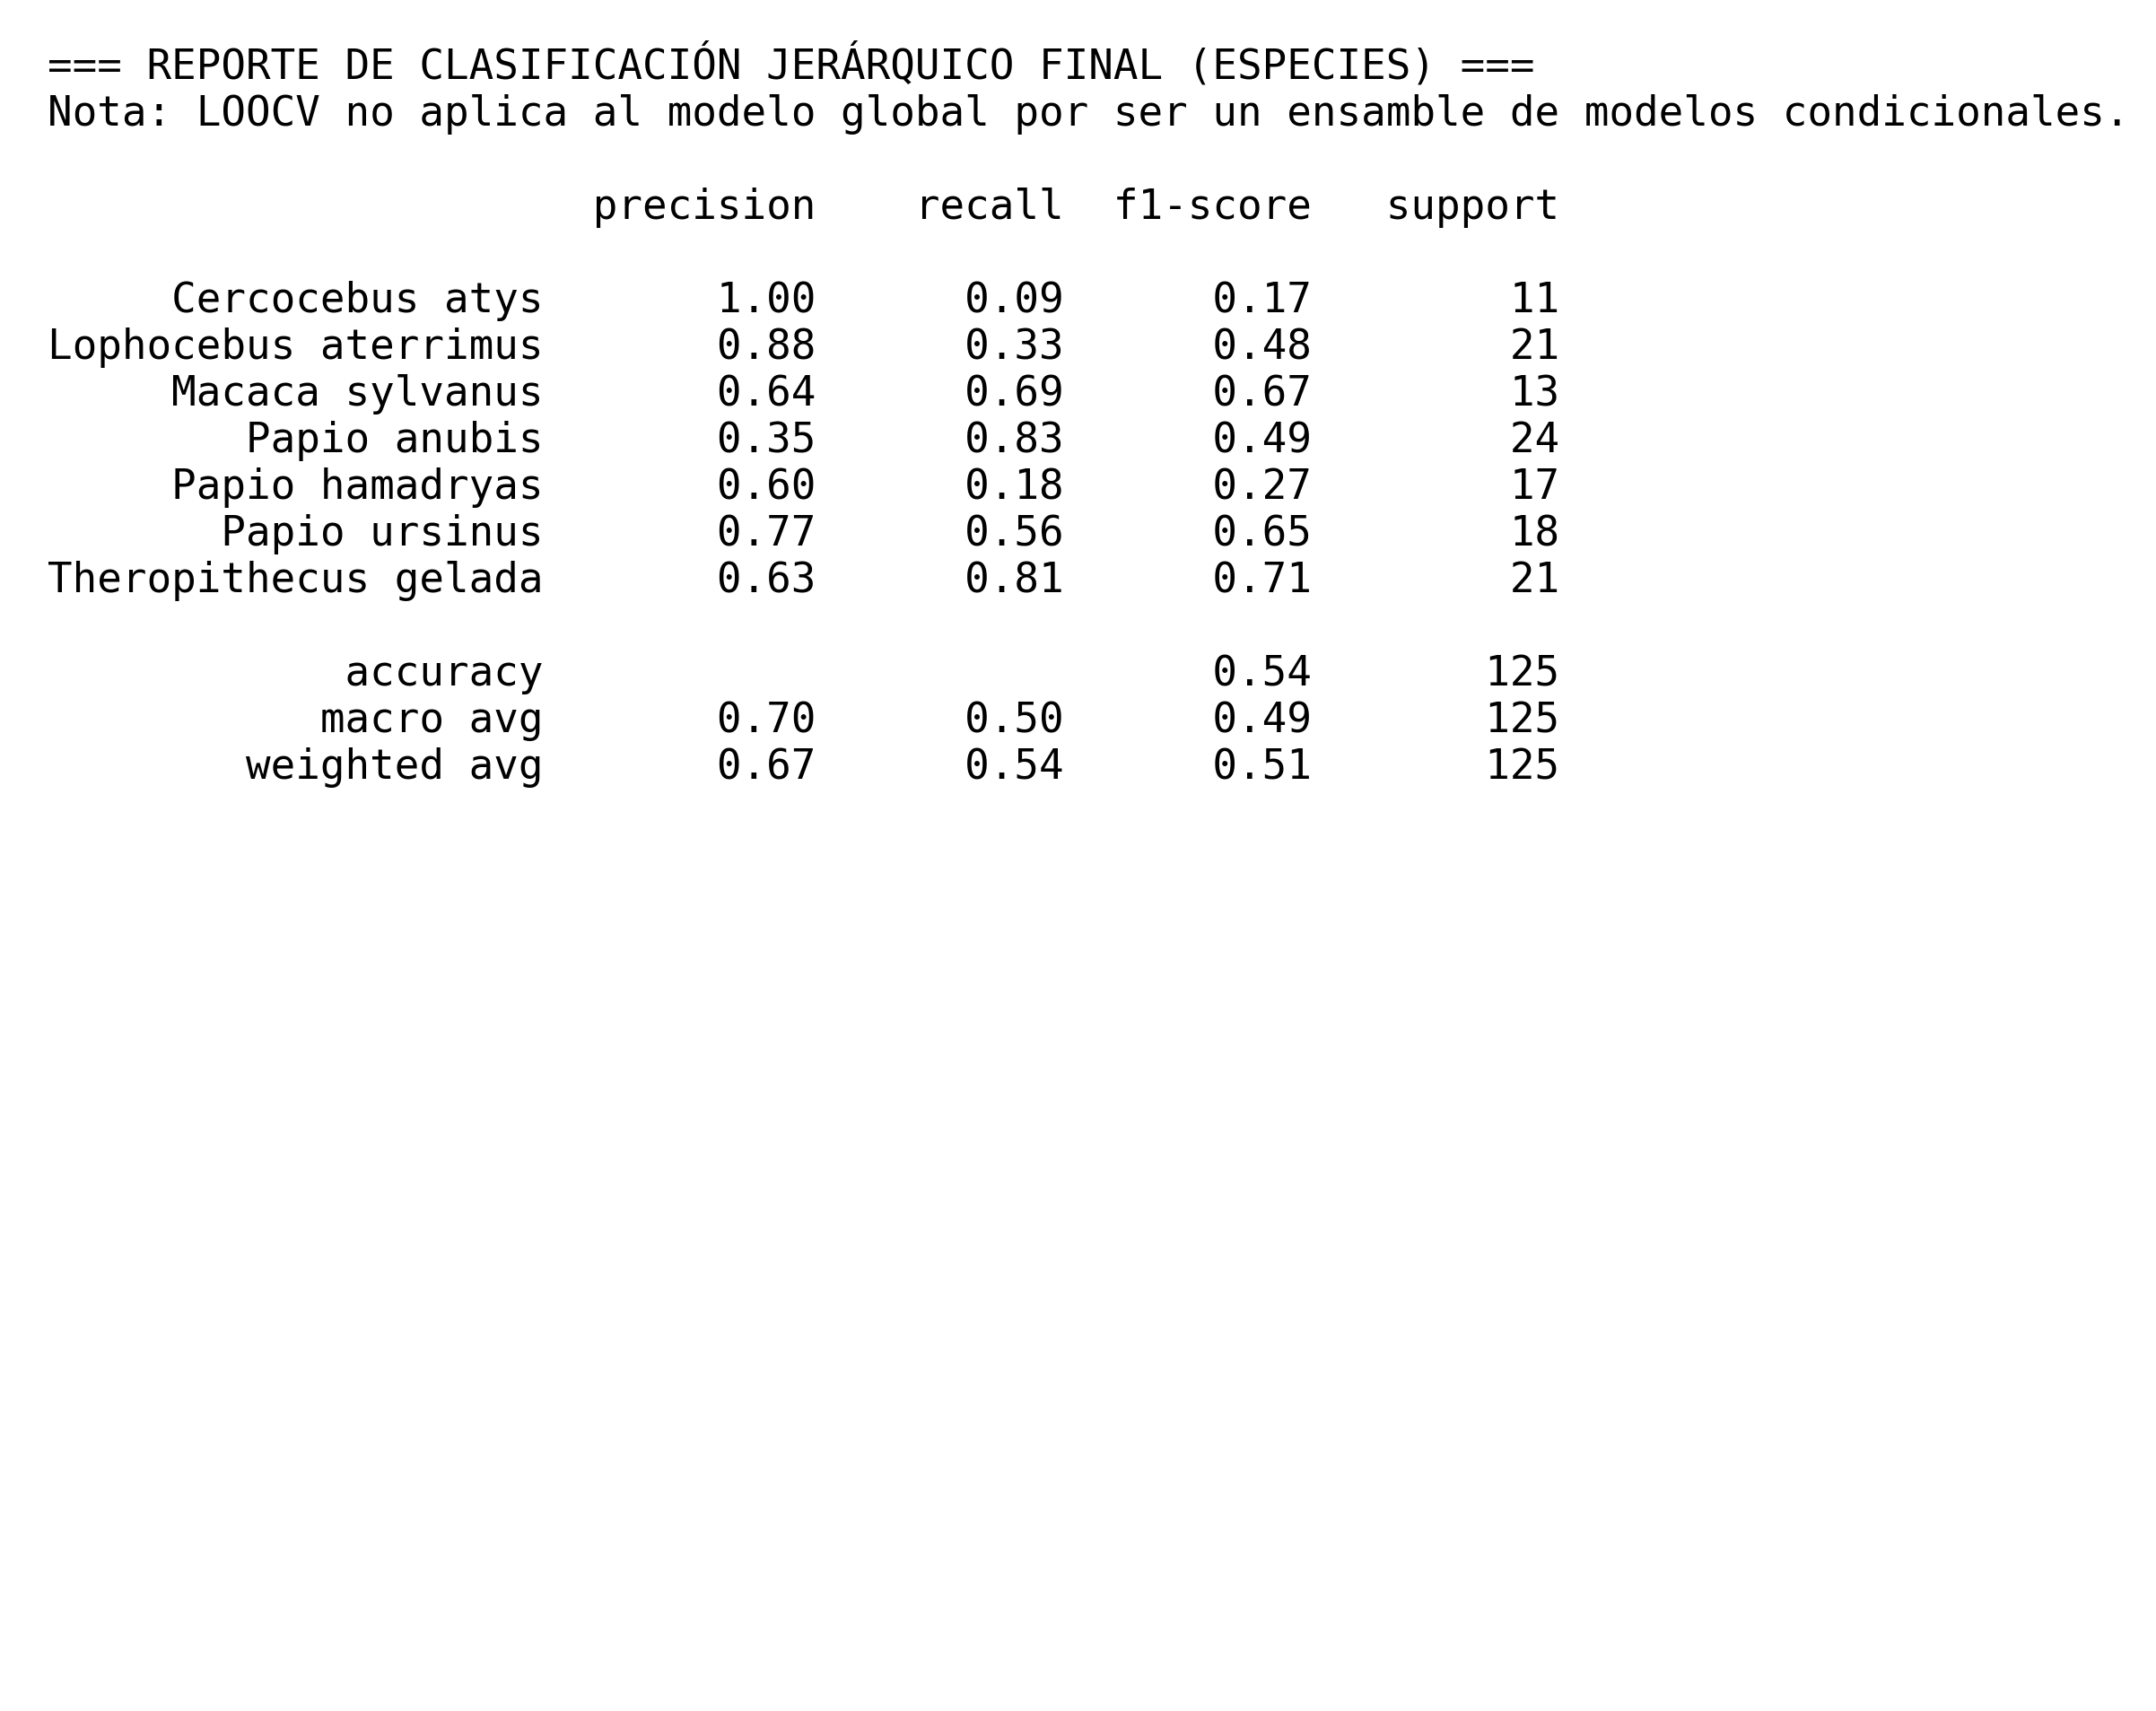 === REPORTE DE CLASIFICACIÓN JERÁRQUICO FINAL (ESPECIES) ===
Nota: LOOCV no aplica al modelo global por ser un ensamble de modelos condicionales.
precision recall f1-score support
Cercocebus atys 1.00 0.09 0.17 11
Lophocebus aterrimus 0.88 0.33 0.48 21
Macaca sylvanus 0.64 0.69 0.67 13
Papio anubis 0.35 0.83 0.49 24
Papio hamadryas 0.60 0.18 0.27 17
Papio ursinus 0.77 0.56 0.65 18
Theropithecus gelada 0.63 0.81 0.71 21
accuracy 0.54 125
macro avg 0.70 0.50 0.49 125
weighted avg 0.67 0.54 0.51 125